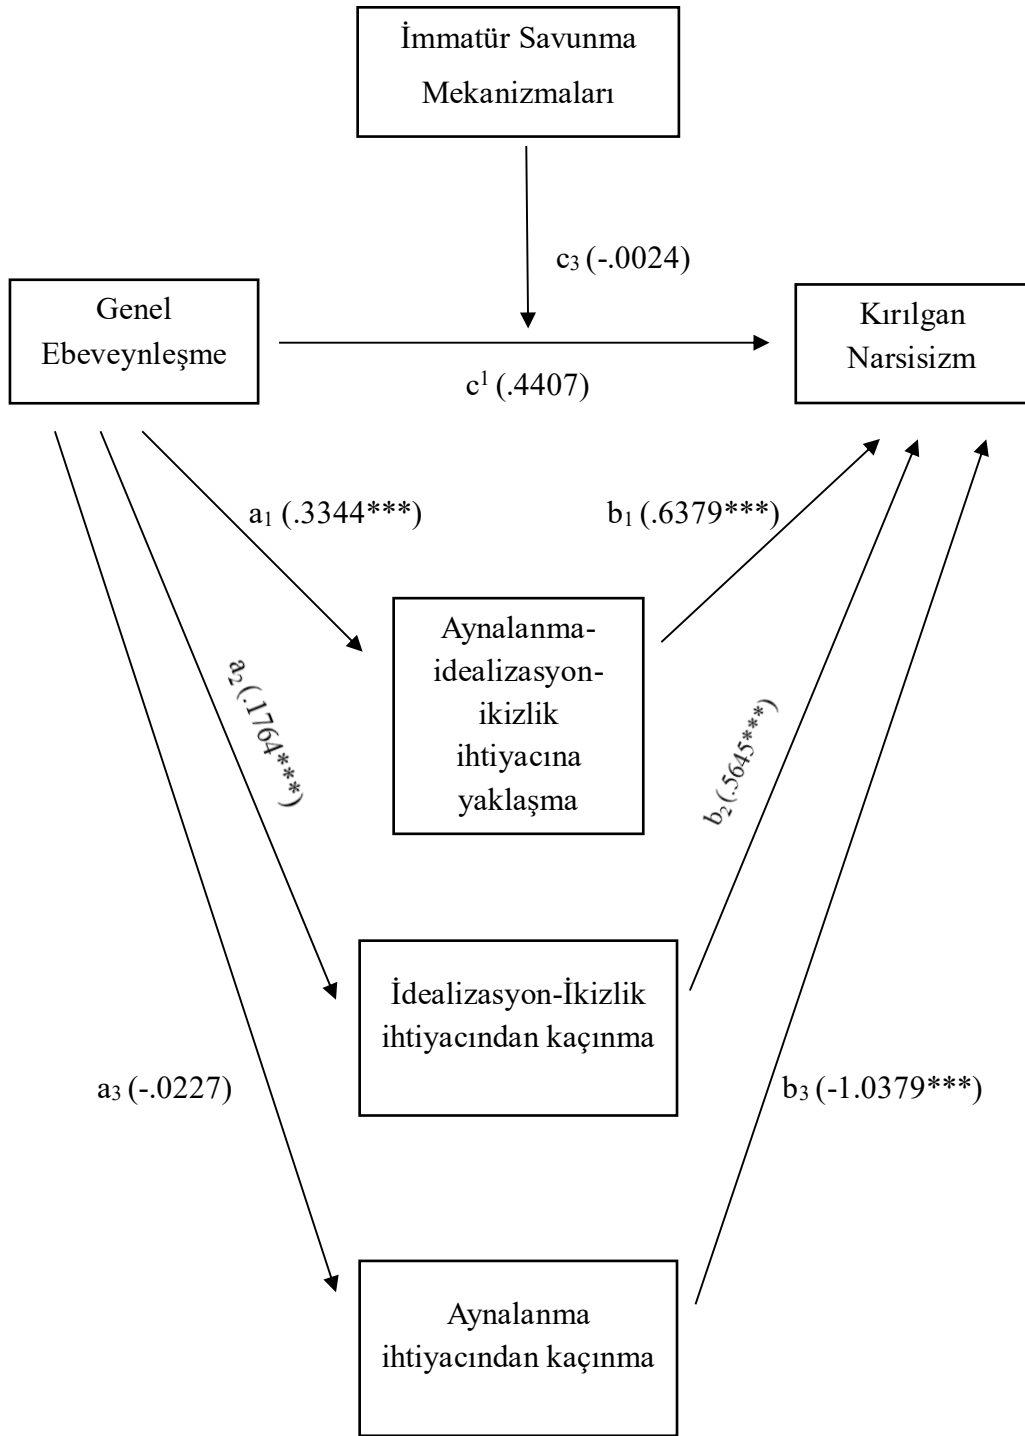 İmmatür Savunma
Mekanizmaları
c₃ (-.0024)
Genel
Ebeveynleşme
Kırılgan
Narsisizm
c¹ (.4407)
a₁ (.3344***)
b₁ (.6379***)
Aynalanma-
idealizasyon-
ikizlik
ihtiyacına
yaklaşma
a₂ (.1764***)
b₂ (.5645***)
İdealizasyon-İkizlik
ihtiyacından kaçınma
a₃ (-.0227)
b₃ (-1.0379***)
Aynalanma
ihtiyacından kaçınma